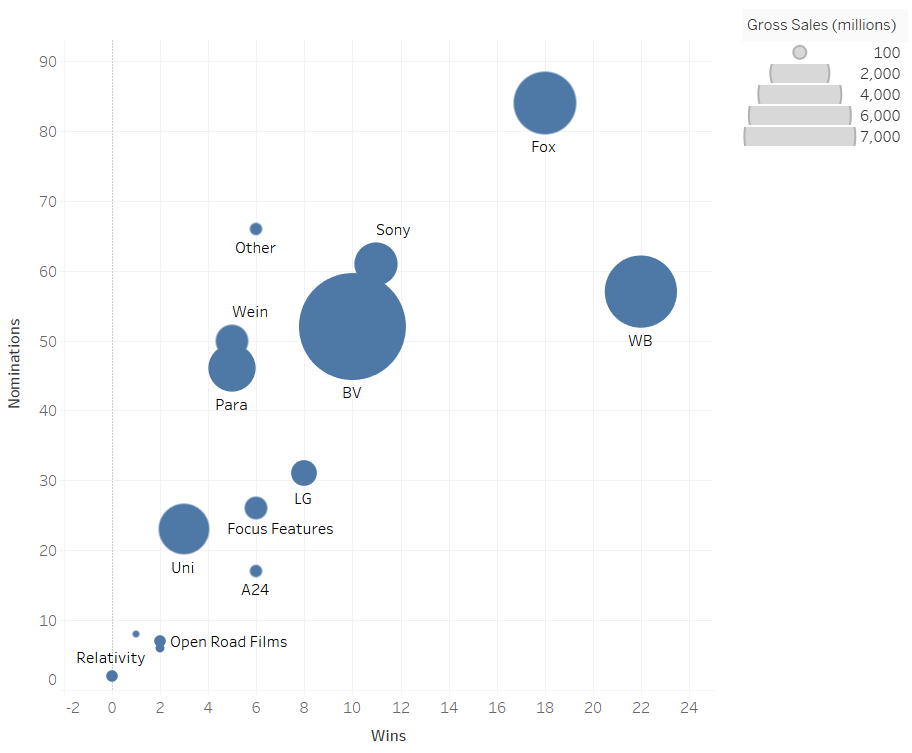 Gross Sales (millions)
100
2,000
4,000
6,000
7,000
90
80
70
60
50
40
30
20
10
0
Nominations
Fox
Other
Sony
Wein
WB
BV
Para
LG
Focus Features
Uni
A24
Open Road Films
Relativity
-2 0 2 4 6 8 10 12 14 16 18 20 22 24
Wins